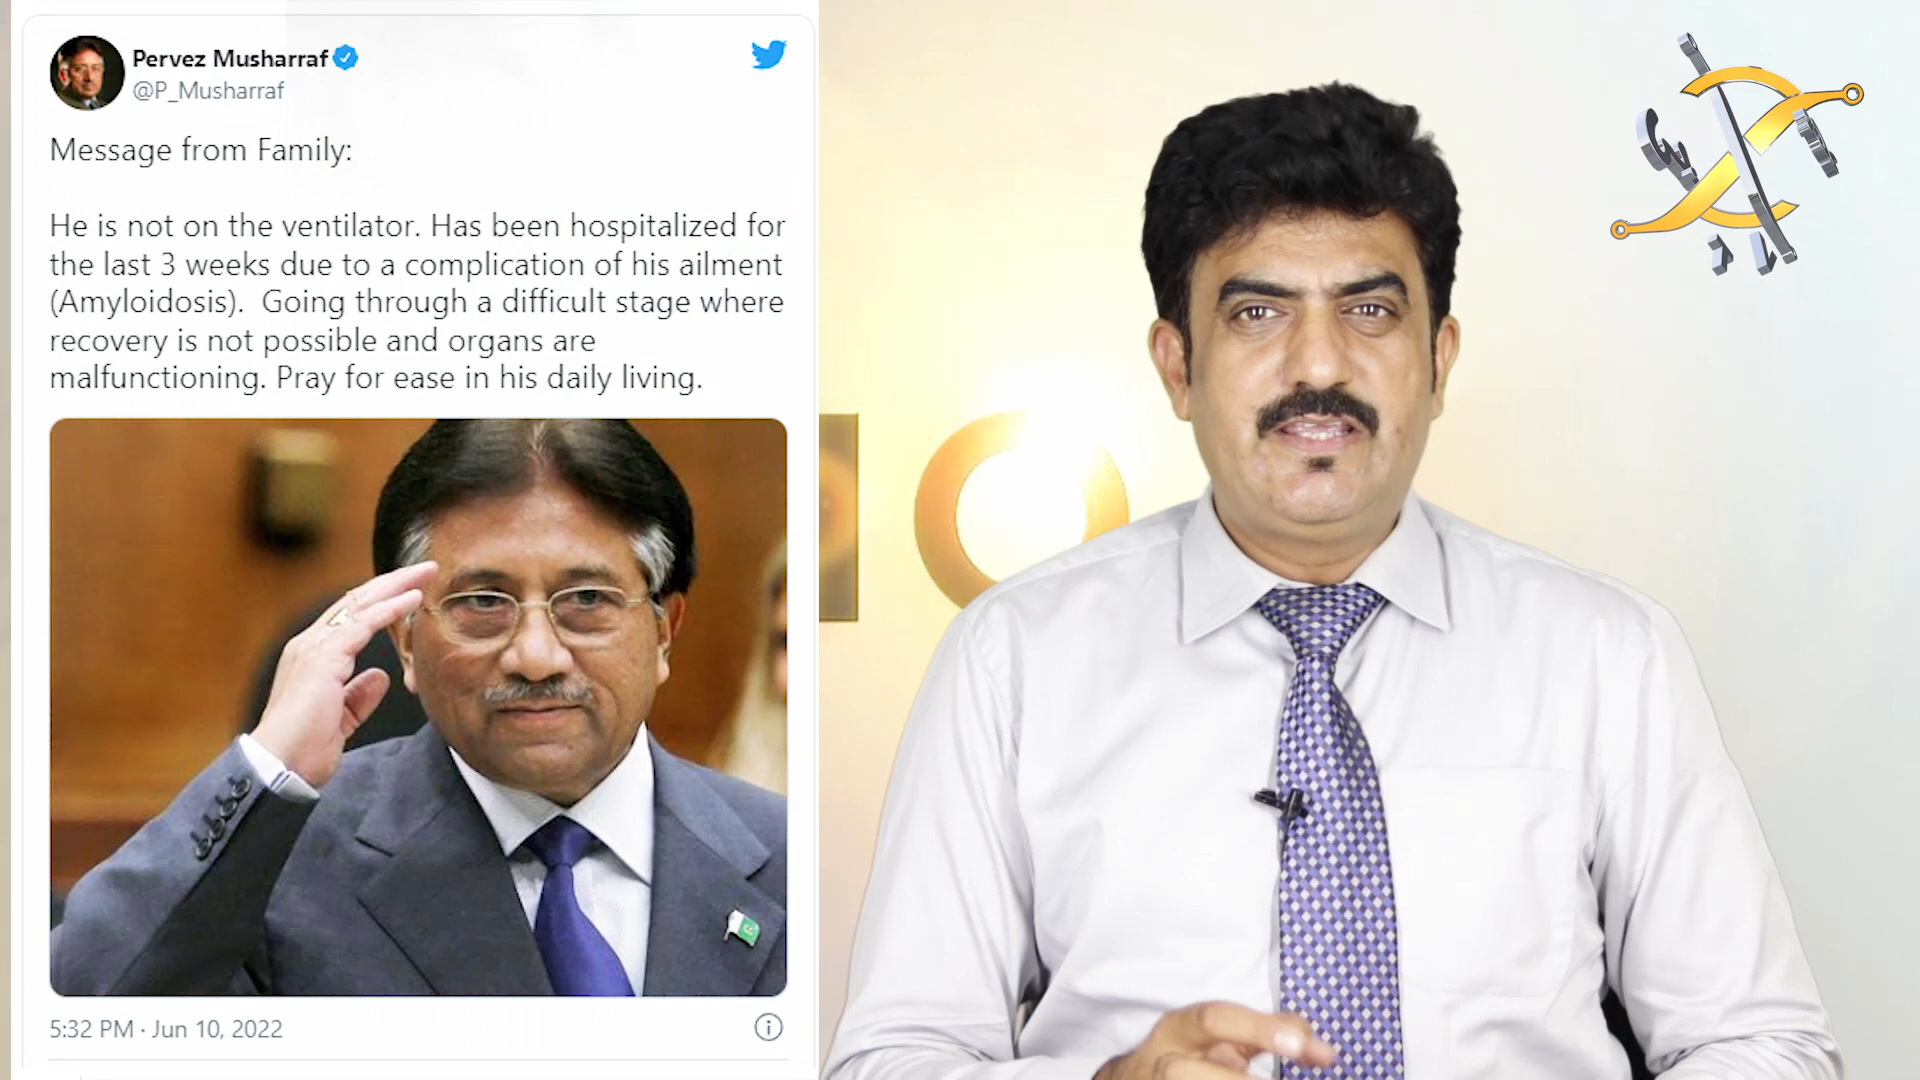 Pervez Musharraf
@P_Musharraf
Message from Family:
He is not on the ventilator. Has been hospitalized for
the last 3 weeks due to a complication of his ailment
(Amyloidosis).  Going through a difficult stage where
recovery is not possible and organs are
malfunctioning. Pray for ease in his daily living.
5:32 PM · Jun 10, 2022